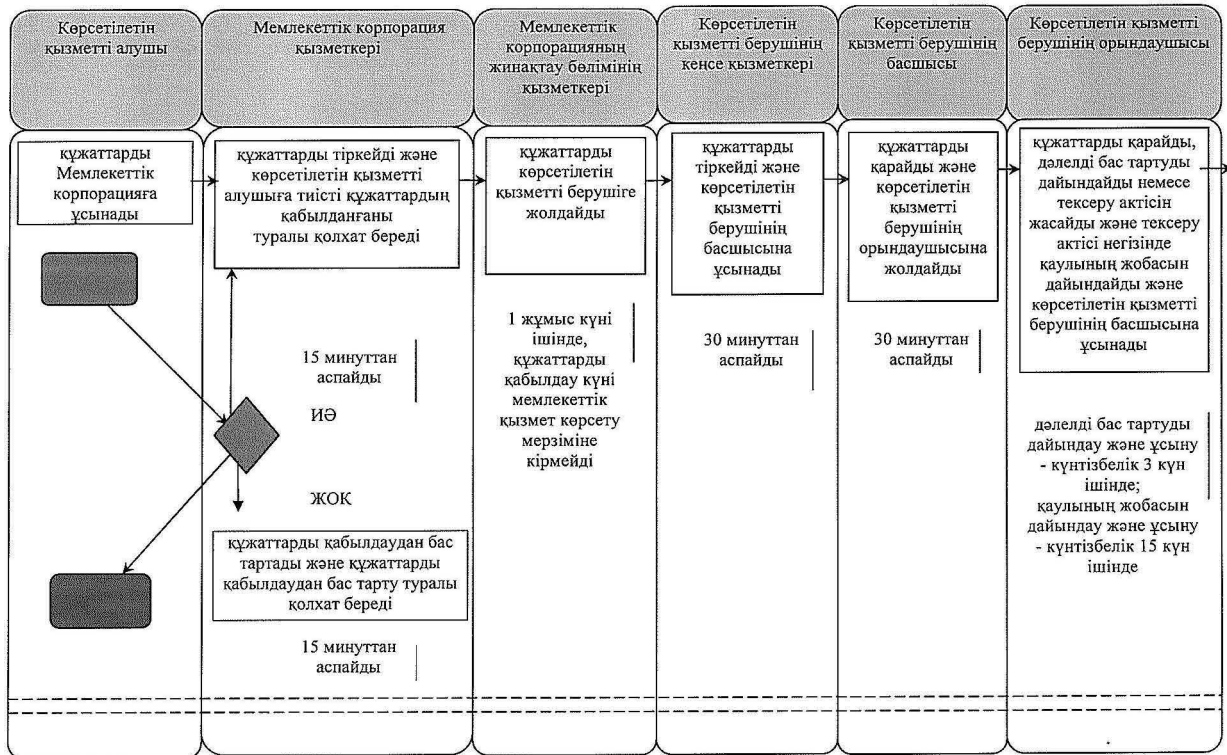 Көрсетілетін
қызметті алушы
Мемлекеттік корпорация
қызметкері
Мемлекеттік
корпорацияның
жинақтау бөлімінің
қызметкері
Көрсетілетін
қызметті берушінің
кеңсе қызметкері
Көрсетілетін
қызметті берушінің
басшысы
Көрсетілетін кызметті
берушінің орындаушысы
құжаттарды
Мемлекеттік
корпорацияға
ұсынады
құжаттарды тіркейді және
көрсетілетін қызметті
алушыға тиісті құжаттардың
қабылданғаны
туралы қолхат береді
15 минуттан
аспайды
ИӘ
ЖОҚ
құжаттарды қабылдаудан бас
тартады және құжаттарды
қабылдаудан бас тарту туралы
қолхат береді
15 минуттан
аспайды
құжаттарды
көрсетілетін
қызметті берушіге
жолдайды
1 жұмыс күні
ішінде,
құжаттарды
қабылдау күні
мемлекеттік
қызмет көрсету
мерзіміне
кірмейді
құжаттарды
тіркейді және
көрсетілетін
қызметті
берушінің
басшысына
ұсынады
30 минуттан
аспайды
құжаттарды
қарайды және
көрсетілетін
қызметті
берушінің
орындаушысына
жолдайды
30 минуттан
аспайды
құжаттарды қарайды,
дәлелді бас тартуды
дайындайды немесе
тексеру актісін
жасайды және тексеру
актісі негізінде
қаулының жобасын
дайындайды және
көрсетілетін қызметті
берушінің басшысына
ұсынады
дәлелді бас тартуды
дайындау және ұсыну
- күнтізбелік 3 күн
ішінде;
қаулының жобасын
дайындау және ұсыну
- күнтізбелік 15 күн
ішінде